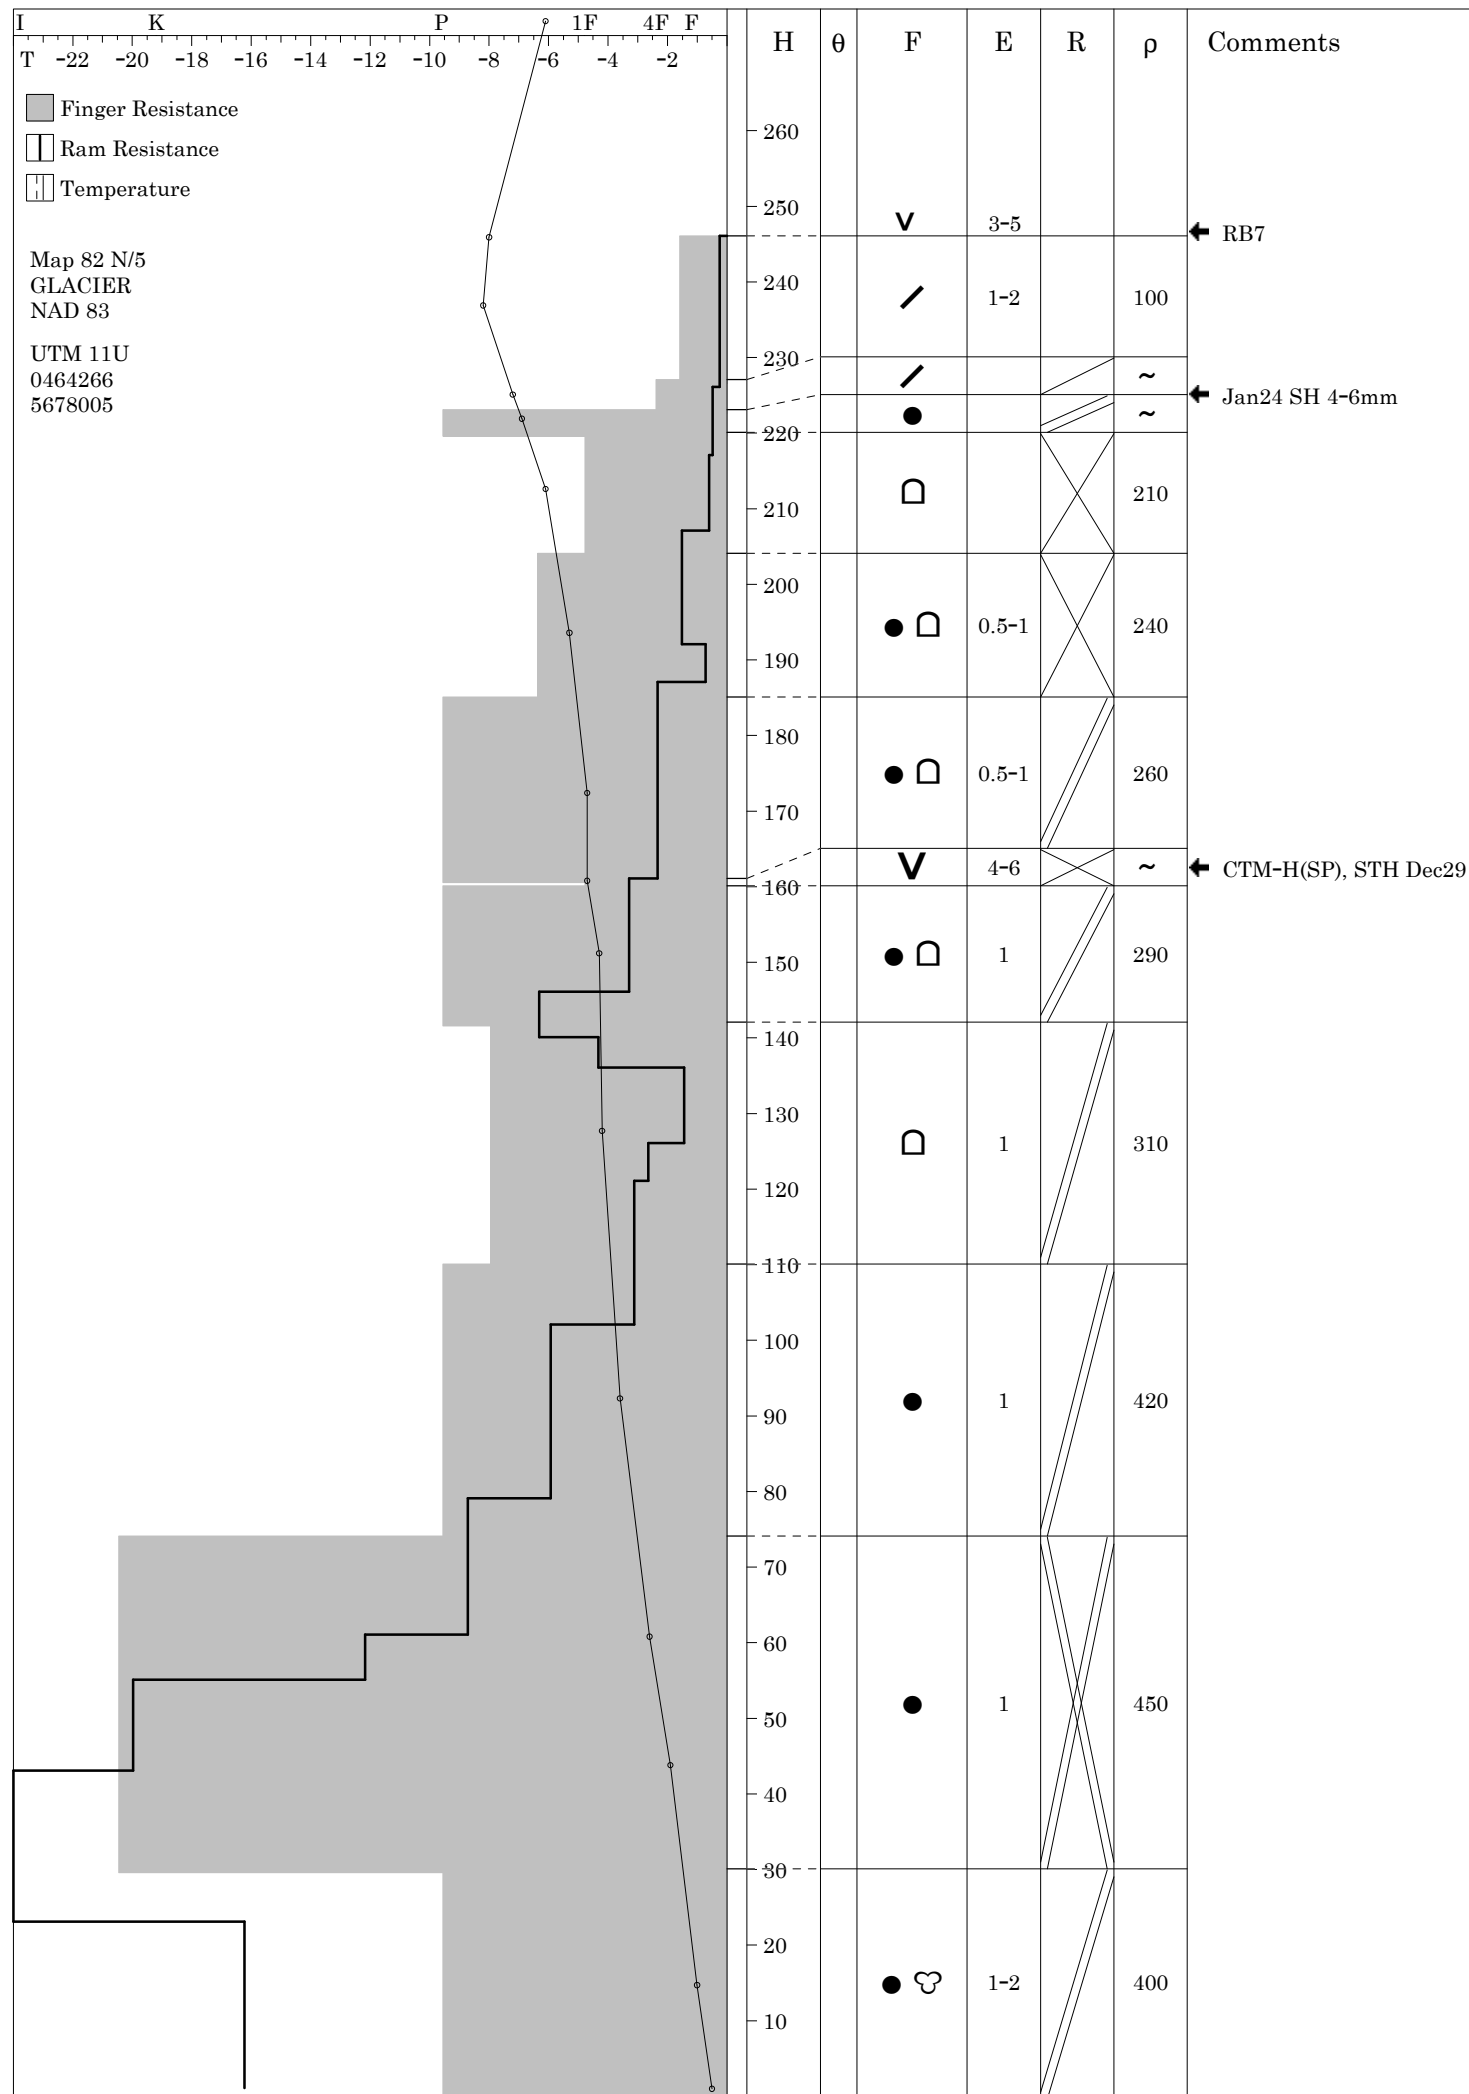 I K P 1F 4F F
T -22 -20 -18 -16 -14 -12 -10 -8 -6 -4 -2
H θ F E R ρ Comments
Finger Resistance
Ram Resistance
Temperature
Map 82 N/5
GLACIER
NAD 83
UTM 11U
0464266
5678005
260
250
3-5
RB7
240
1-2 100
230
~
Jan24 SH 4-6mm
~
220
210
210
200
0.5-1 240
190
180
0.5-1 260
170
4-6 ~ CTM-H(SP), STH Dec29
160
150 1 290
140
130
1 310
120
110
100
90
1 420
80
70
60
50
1 450
40
30
20
1-2 400
10